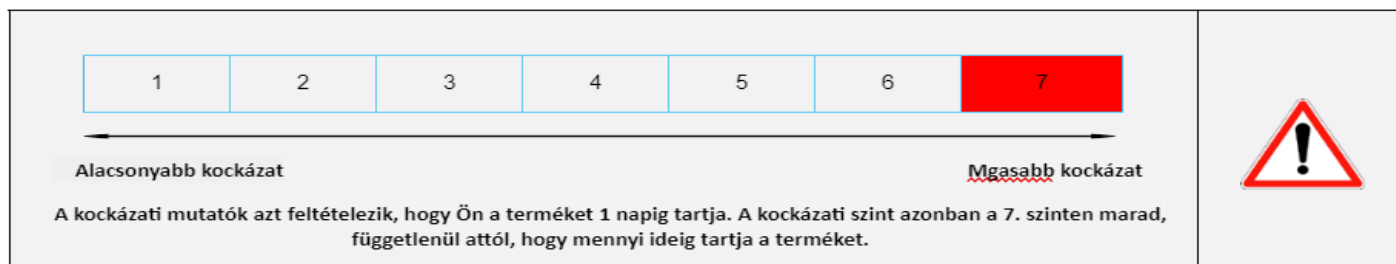 1 2 3 4 5 6 7
Alacsonyabb kockázat Mgasabb kockázat
A kockázati mutatók azt feltételezik, hogy Ön a terméket 1 napig tartja. A kockázati szint azonban a 7. szinten marad,
függetlenül attól, hogy mennyi ideig tartja a terméket.